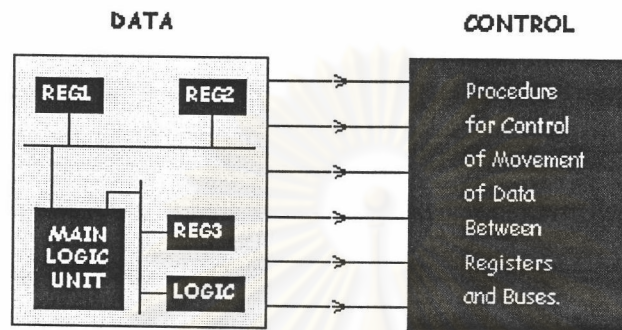 DATA
CONTROL
REG1
REG2
MAIN
LOGIC
UNIT
REG3
LOGIC
Procedure
for Control
of Movement
of Data
Between
Registers
and Buses.